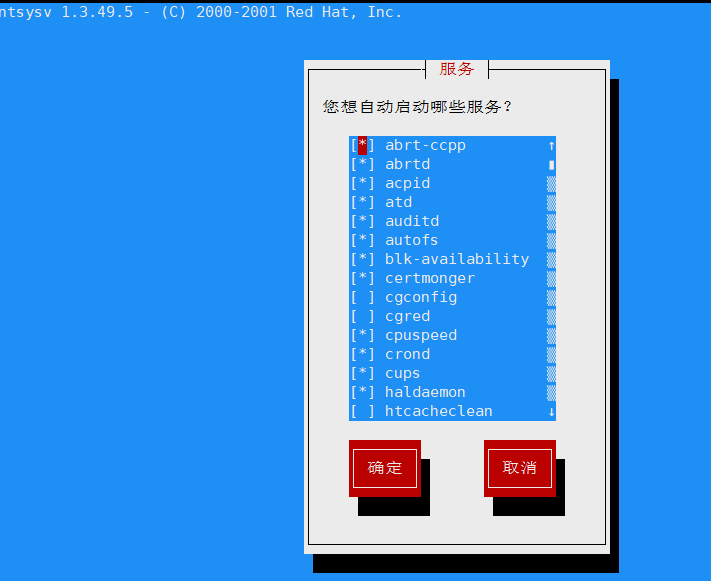 ntsysv 1.3.49.5 - (C) 2000-2001 Red Hat, Inc.
服务
您想自动启动哪些服务？
[*] abrt-ccpp ↑
[*] abrtd
[*] acpid
[*] atd
[*] auditd
[*] autofs
[*] blk-availability
[*] certmonger
[ ] cgconfig
[ ] cgred
[*] cpuspeed
[*] crond
[*] cups
[*] haldaemon
[ ] htcacheclean ↓
确定 取消